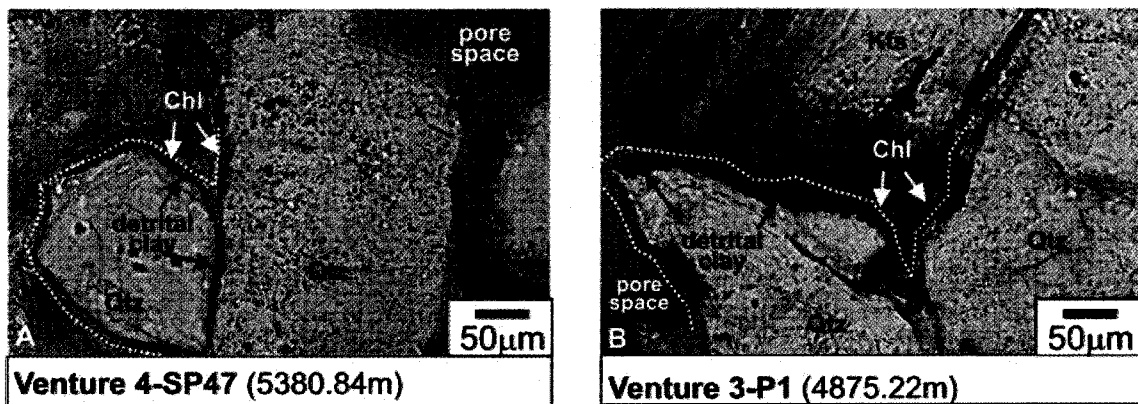 pore
space
Chl
detrital
clay
Qtz
Qtz
A
50µm
Venture 4-SP47 (5380.84m)
Kfs
Chl
detrital
clay
Qtz
pore
space
Qtz
B
50µm
Venture 3-P1 (4875.22m)